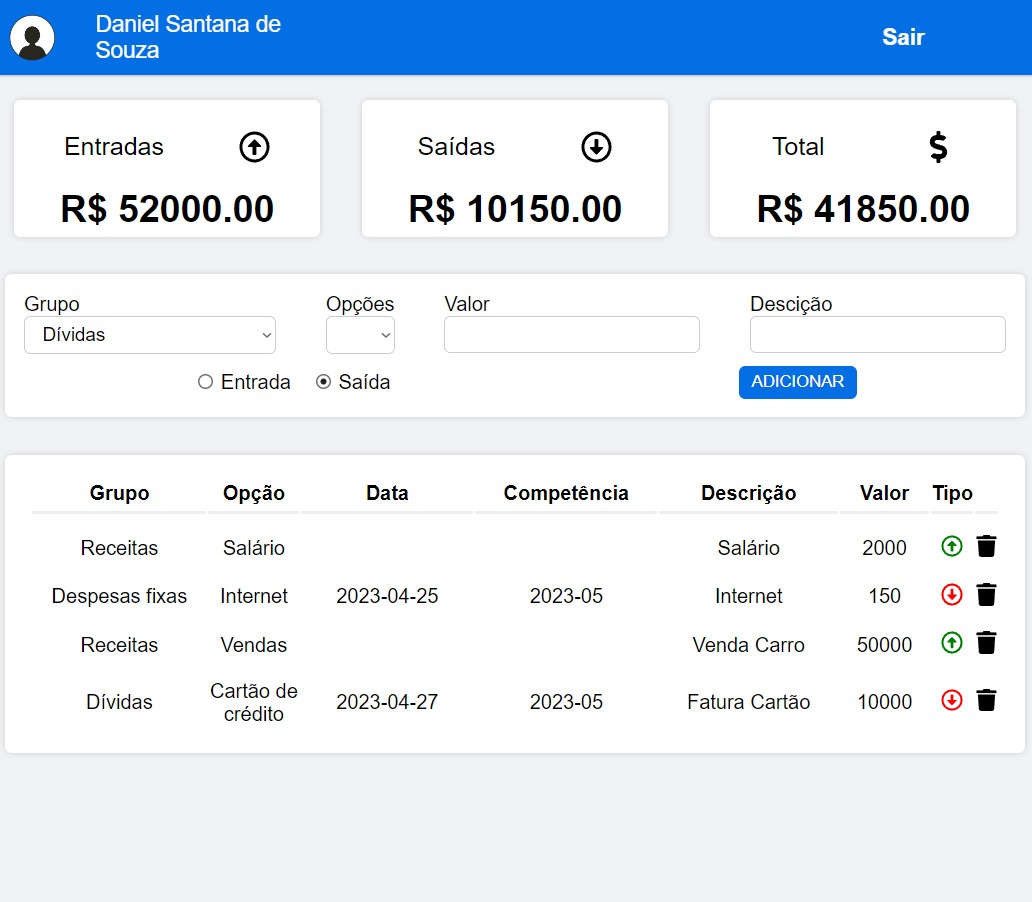 Daniel Santana de
Souza
Sair
Entradas
R$ 52000.00
Saídas
R$ 10150.00
Total
R$ 41850.00
Grupo Opções Valor Descição
Dívidas
Entrada Saída ADICIONAR
Grupo Opção Data Competência Descrição Valor Tipo
Receitas Salário Salário 2000
Despesas fixas Internet 2023-04-25 2023-05 Internet 150
Receitas Vendas Venda Carro 50000
Dívidas Cartão de crédito 2023-04-27 2023-05 Fatura Cartão 10000